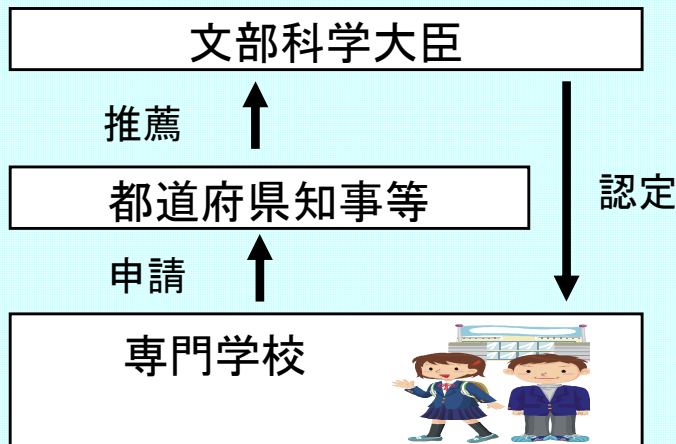 文部科学大臣
推薦
都道府県知事等
認定
申請
専門学校